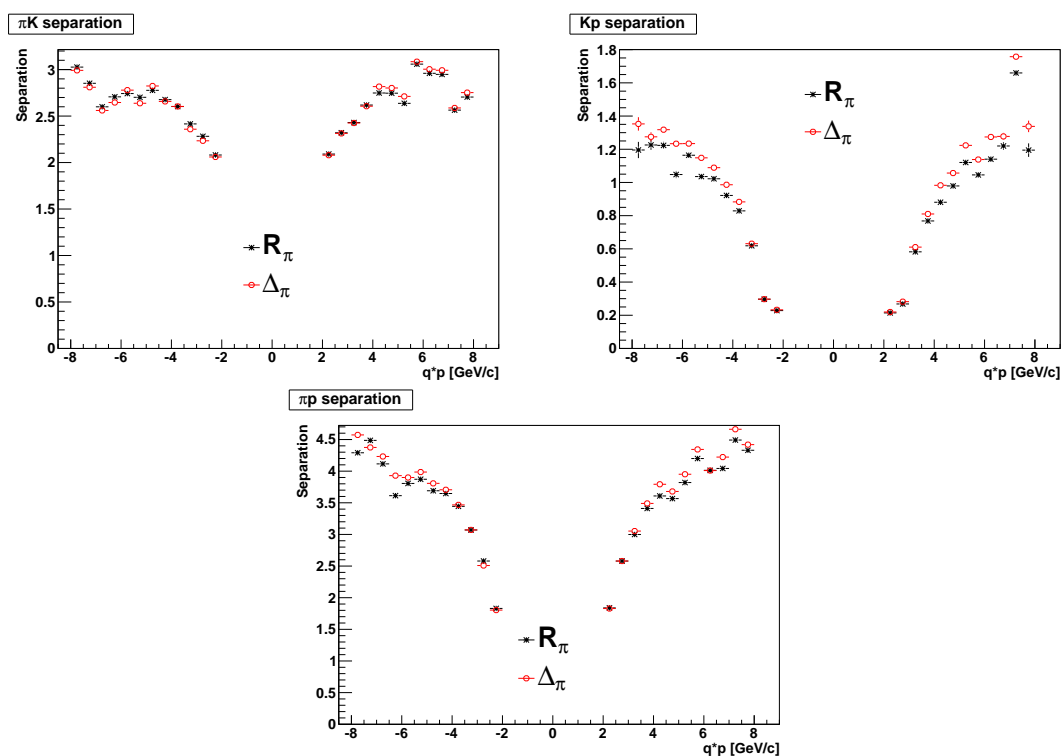 πK separation
Separation
3
2.5
2
1.5
1
0.5
0
R_π
Δ_π
-8 -6 -4 -2 0 2 4 6 8
q*p [GeV/c]
Kp separation
Separation
1.8
1.6
1.4
1.2
1
0.8
0.6
0.4
0.2
0
R_π
Δ_π
-8 -6 -4 -2 0 2 4 6 8
q*p [GeV/c]
πp separation
Separation
4.5
4
3.5
3
2.5
2
1.5
1
0.5
0
R_π
Δ_π
-8 -6 -4 -2 0 2 4 6 8
q*p [GeV/c]